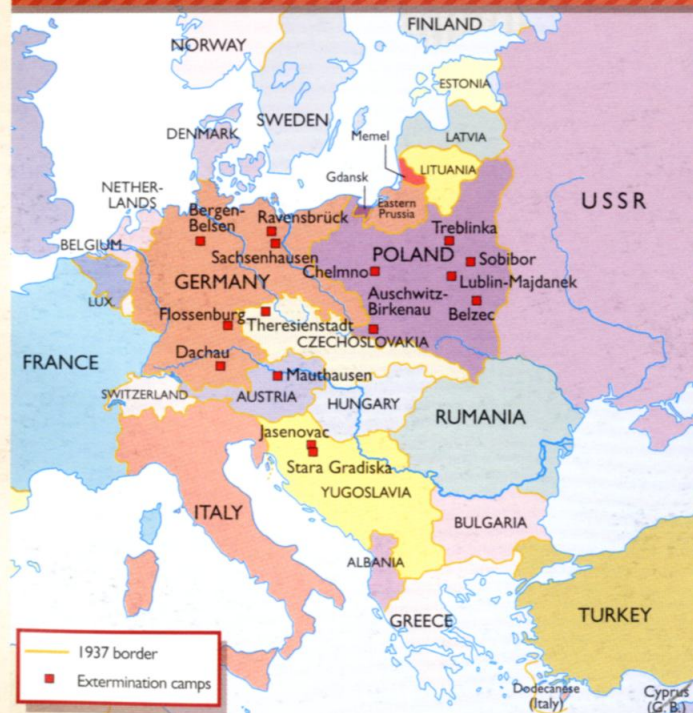 FINLAND
NORWAY
ESTONIA
SWEDEN
DENMARK
Memel
LATVIA
LITUANIA
Gdansk
USSR
NETHER-
LANDS
Eastern
Prussia
Bergen-
Belsen
Ravensbrück
Treblinka
BELGIUM
Sachsenhausen
POLAND
Sobibor
Chelmno
GERMANY
Lublin-Majdanek
LUX.
Auschwitz-
Birkenau
Belzec
Flossenburg
Theresienstadt
CZECHOSLOVAKIA
FRANCE
Dachau
Mauthausen
SWITZERLAND
AUSTRIA
HUNGARY
RUMANIA
Jasenovac
Stara Gradiska
YUGOSLAVIA
ITALY
BULGARIA
ALBANIA
GREECE
TURKEY
1937 border
Extermination camps
Dodecanese
(Italy)
Cyprus
(G. B.)